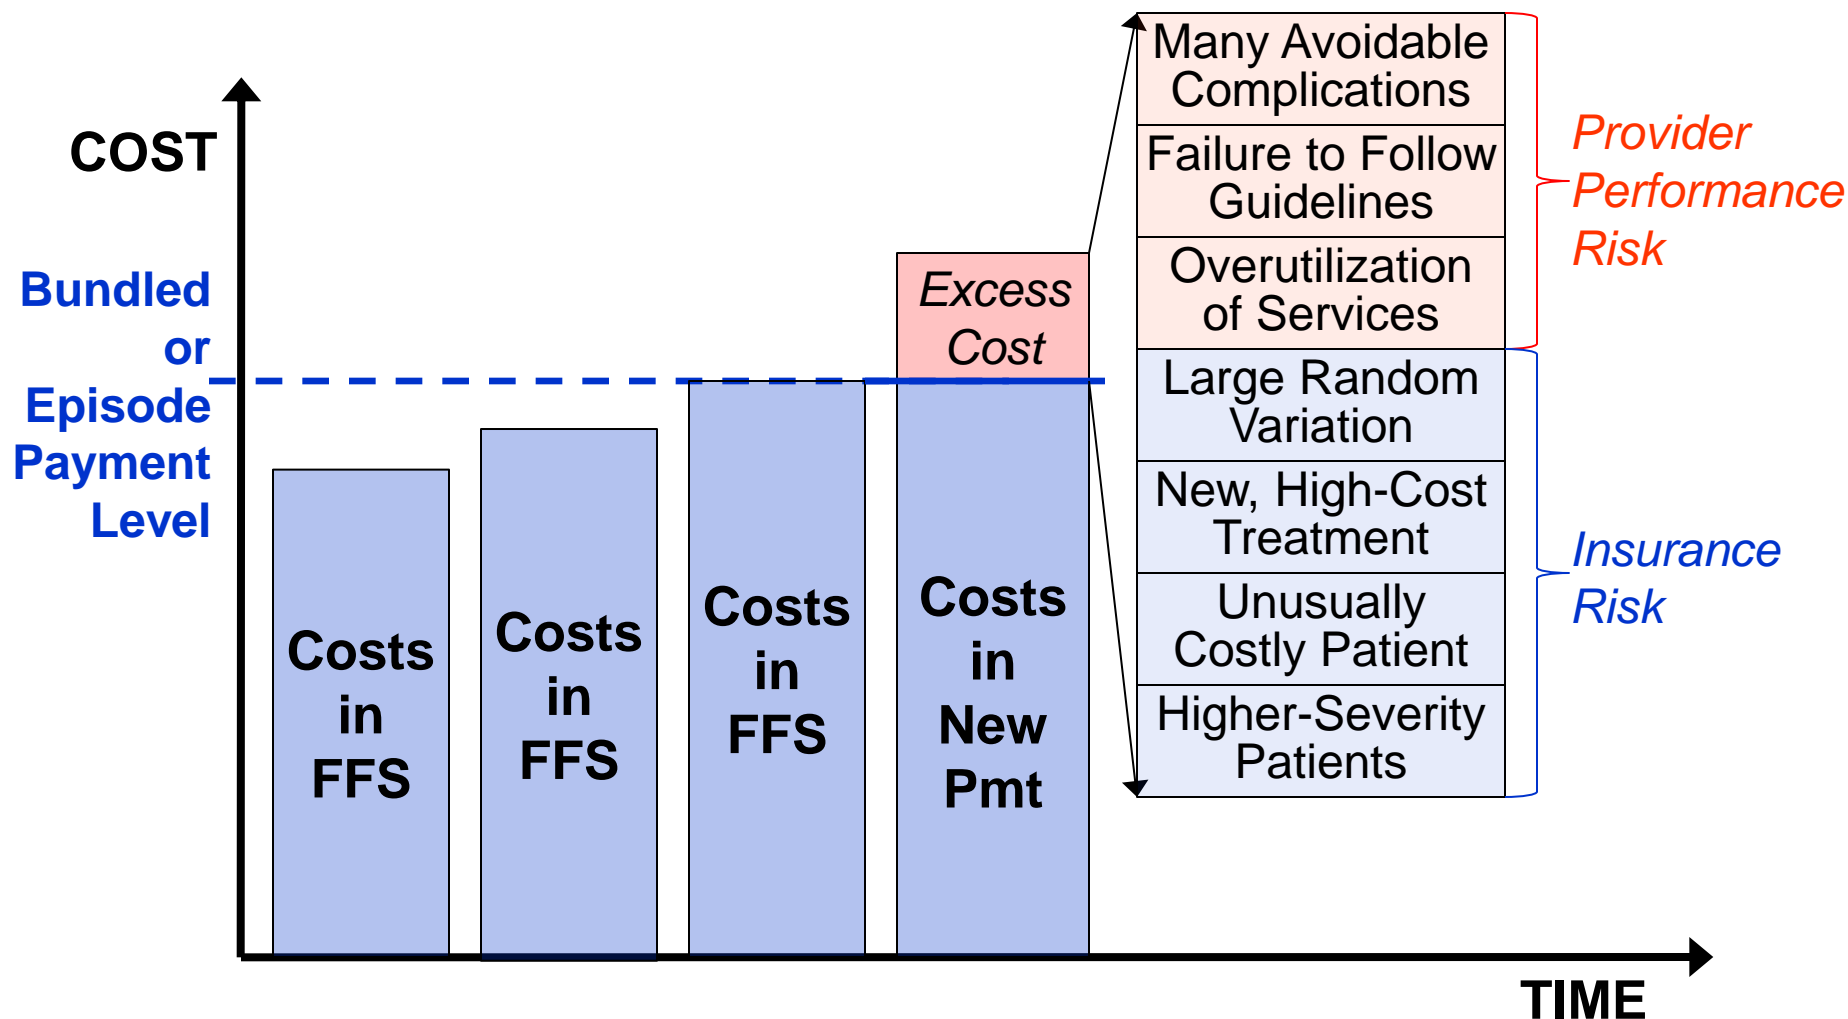 COST
Bundled
or
Episode
Payment
Level
Costs
in
FFS
Costs
in
FFS
Costs
in
FFS
Excess
Cost
Costs
in
New
Pmt
Many Avoidable
Complications
Failure to Follow
Guidelines
Overutilization
of Services
Large Random
Variation
New, High-Cost
Treatment
Unusually
Costly Patient
Higher-Severity
Patients
Provider
Performance
Risk
Insurance
Risk
TIME